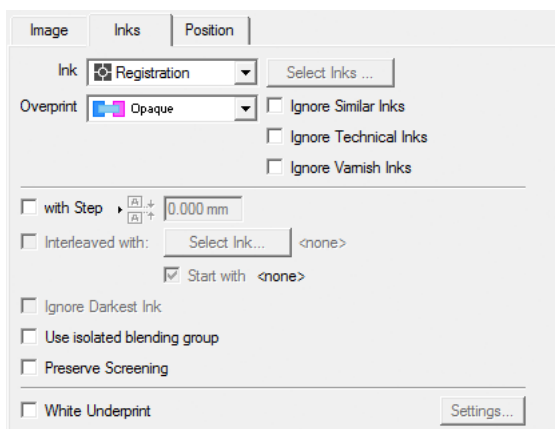 Image Inks Position
Ink Registration Select Inks ...
Overprint Opaque Ignore Similar Inks
Ignore Technical Inks
Ignore Varnish Inks
with Step A A 0.000 mm
Interleaved with: Select Ink... <none>
Start with <none>
Ignore Darkest Ink
Use isolated blending group
Preserve Screening
White Underprint Settings...